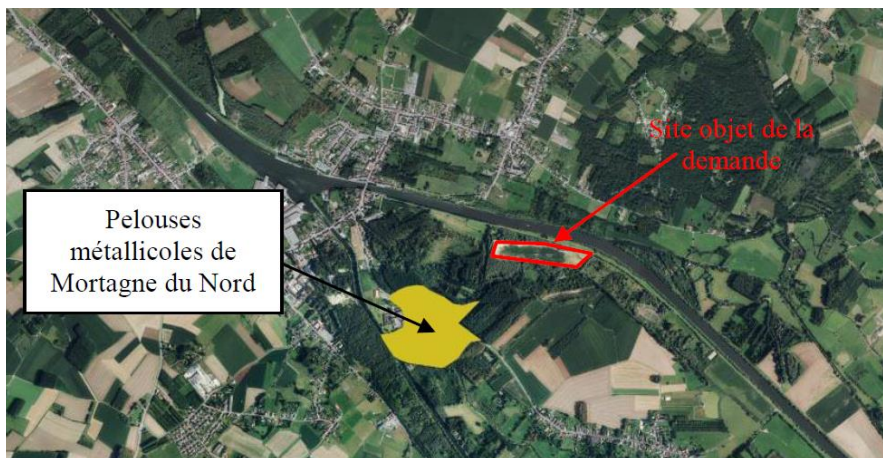 Site objet de la
demande
Pelouses
métallicoles de
Mortagne du Nord